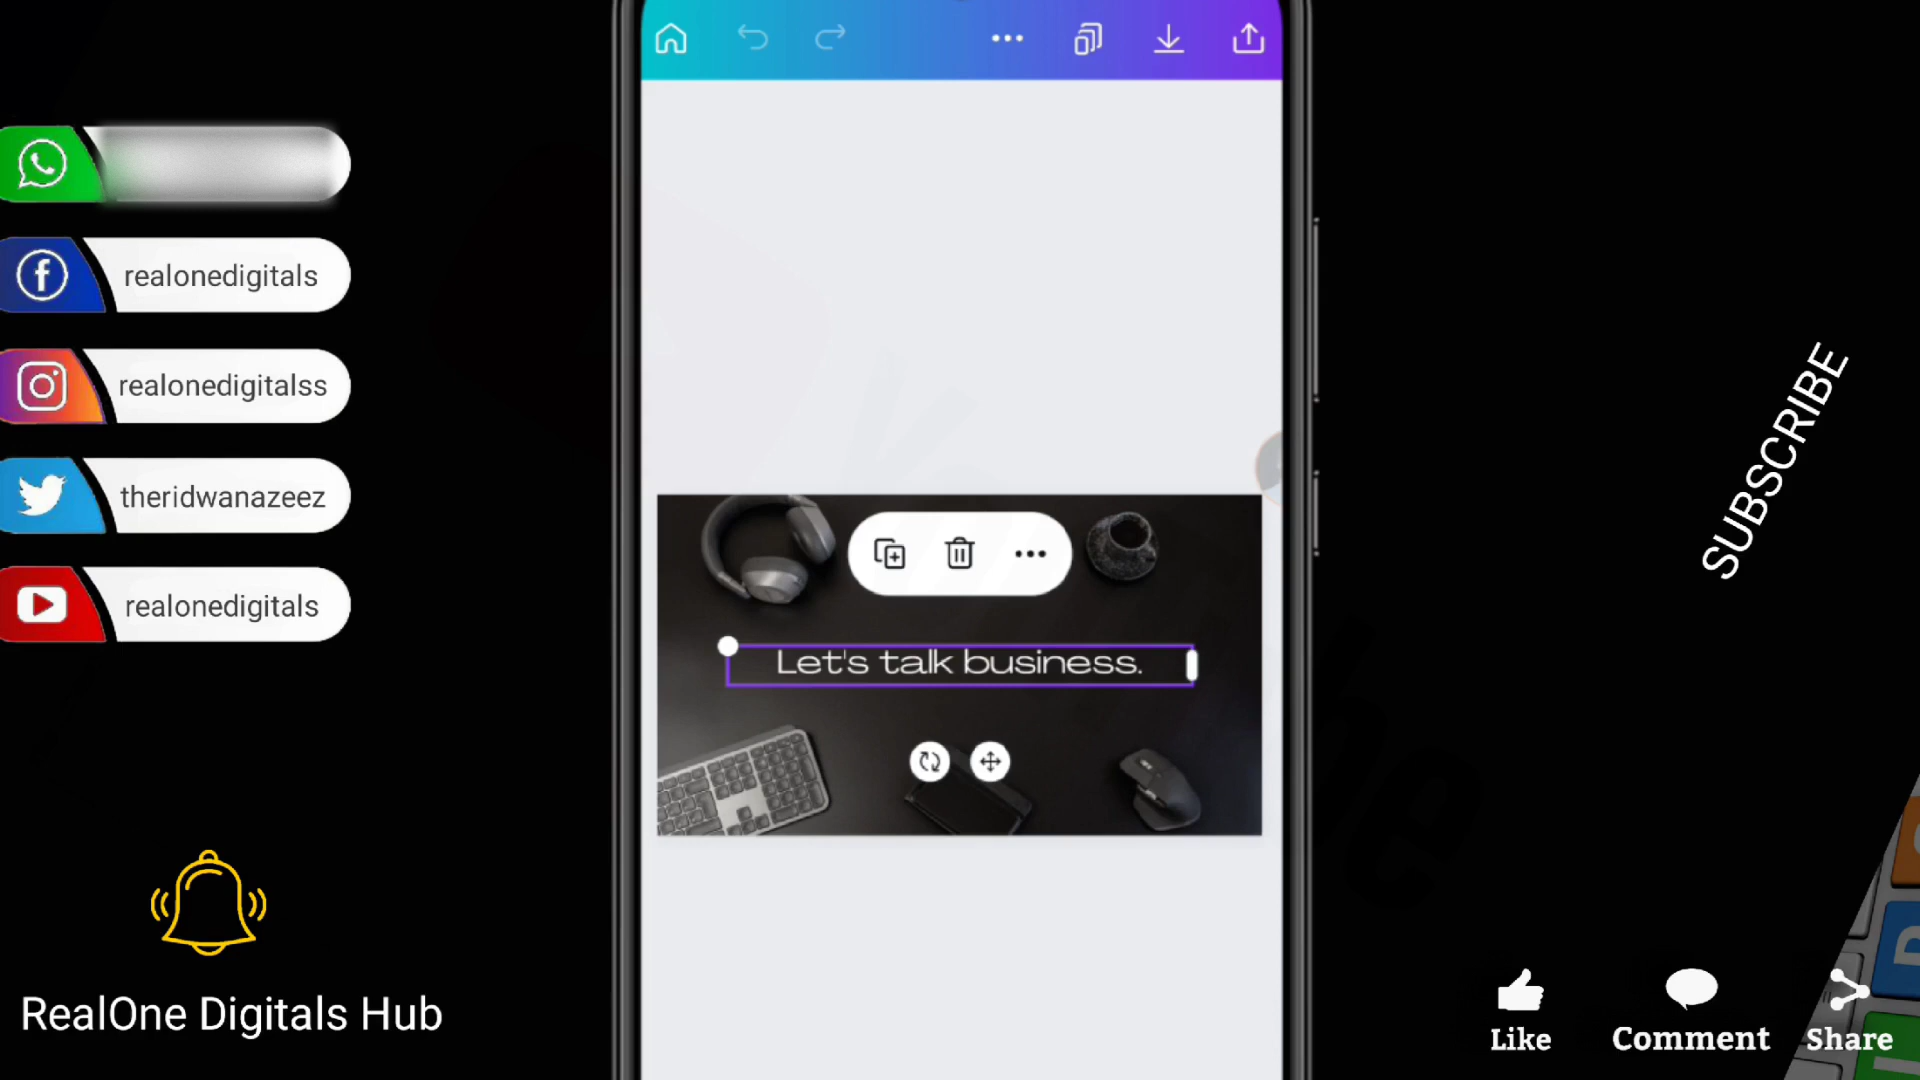 realonedigitals
realonedigitalss
theridwanazeez
realonedigitals
RealOne Digitals Hub
Let's talk business.
SUBSCRIBE
Like
Comment
Share